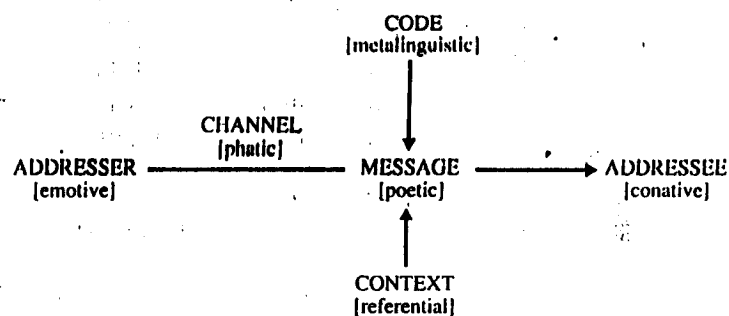 CODE
[metalinguistic]
CHANNEL
[phatic]
ADDRESSER
[emotive]
MESSAGE
[poetic]
ADDRESSEE
[conative]
CONTEXT
[referential]